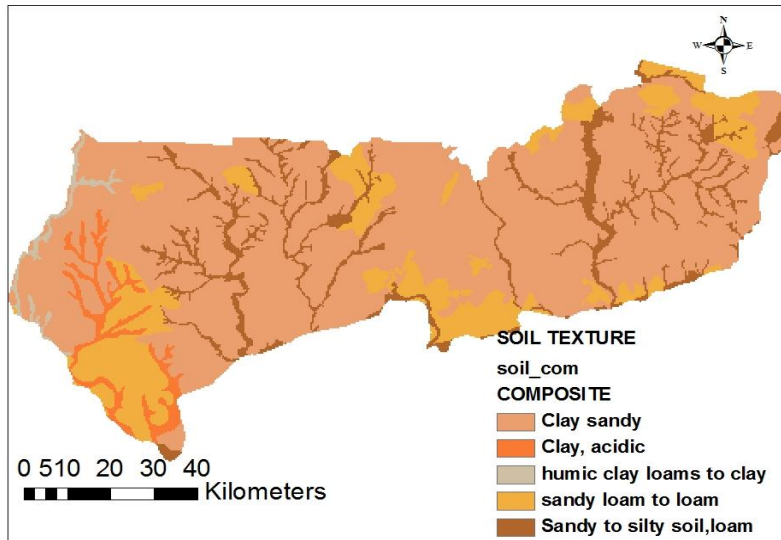 N
W E
S
SOIL TEXTURE
soil_com
COMPOSITE
Clay sandy
Clay, acidic
humic clay loams to clay
sandy loam to loam
Sandy to silty soil,loam
0 510 20 30 40
Kilometers